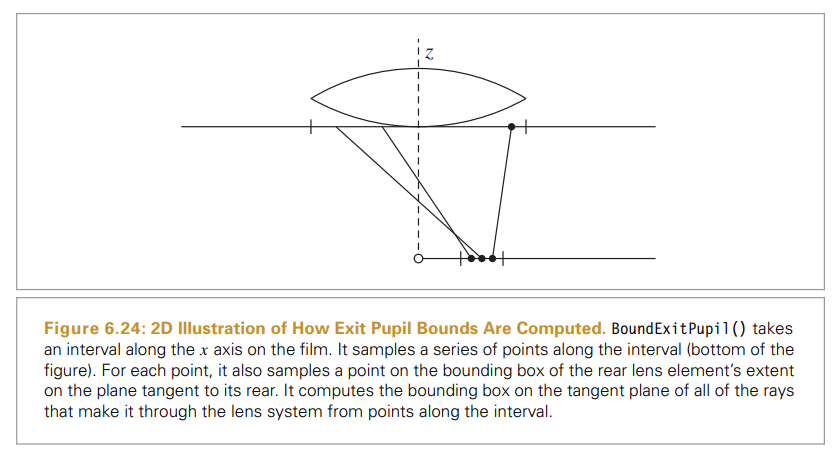 z
Figure 6.24: 2D Illustration of How Exit Pupil Bounds Are Computed. BoundExitPupil() takes
an interval along the x axis on the film. It samples a series of points along the interval (bottom of the
figure). For each point, it also samples a point on the bounding box of the rear lens element’s extent
on the plane tangent to its rear. It computes the bounding box on the tangent plane of all of the rays
that make it through the lens system from points along the interval.